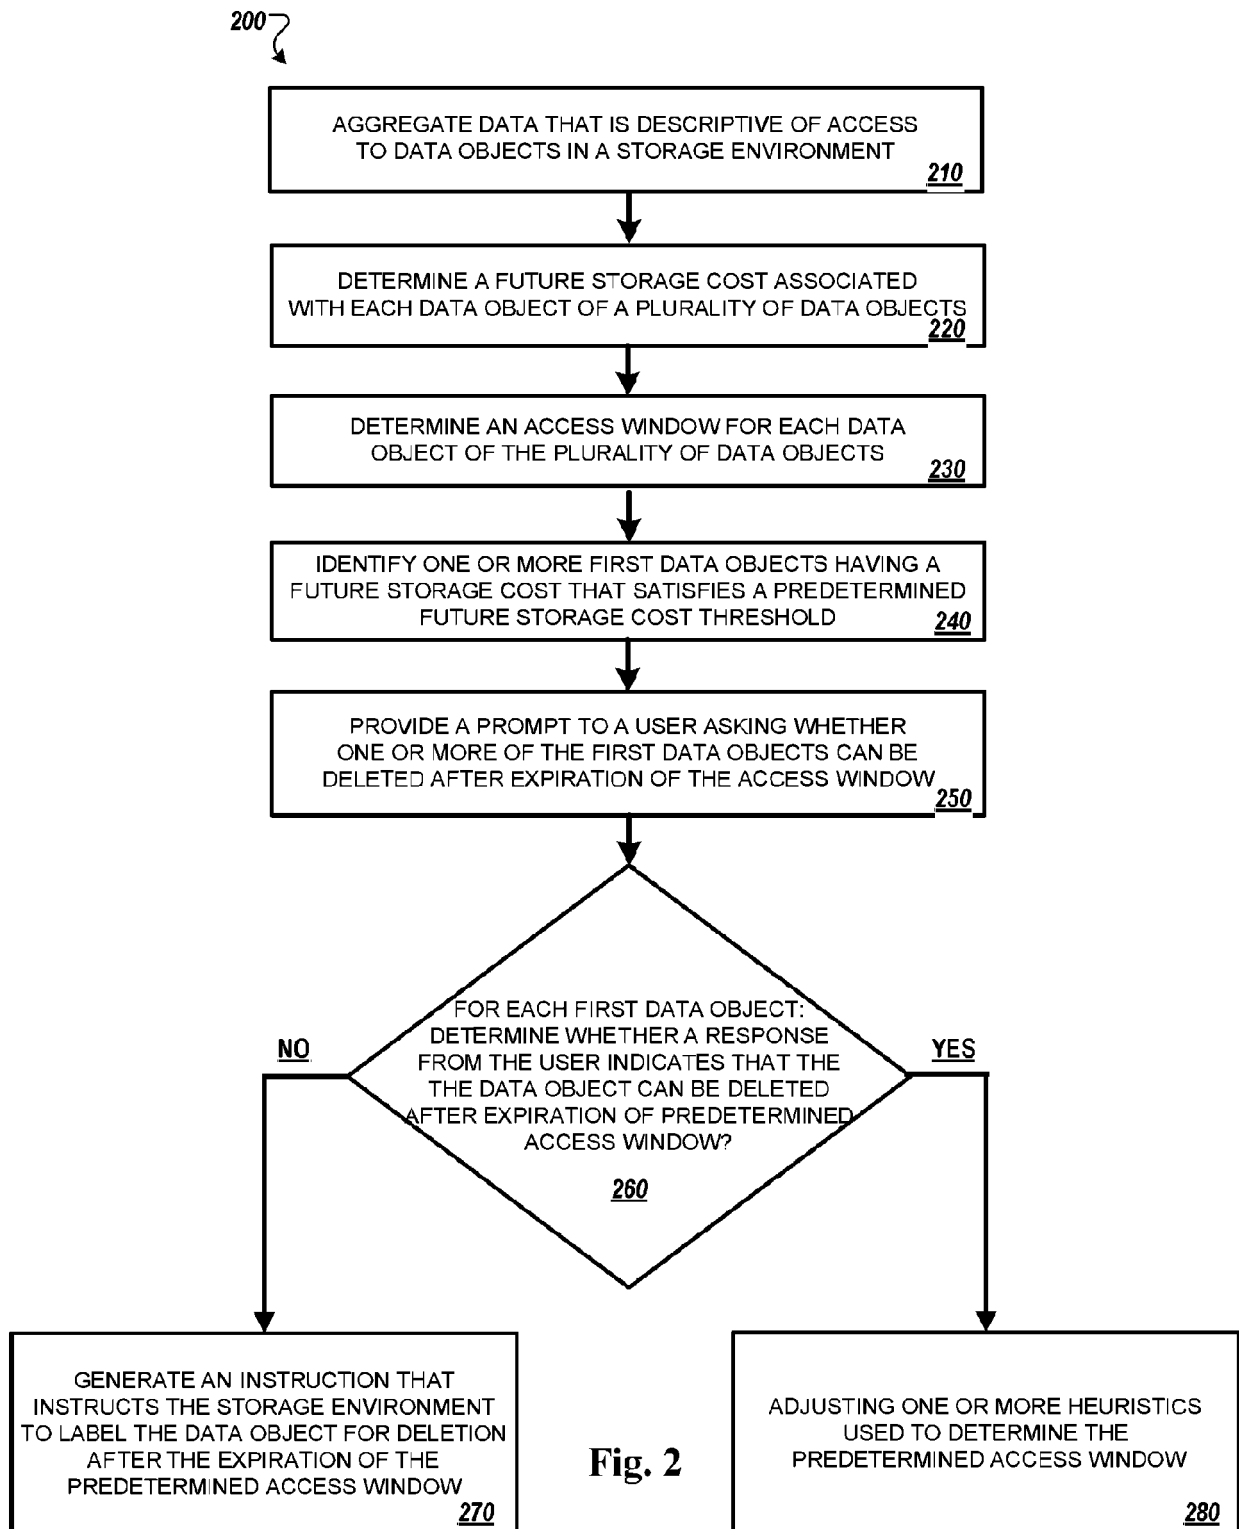 200
AGGREGATE DATA THAT IS DESCRIPTIVE OF ACCESS
TO DATA OBJECTS IN A STORAGE ENVIRONMENT
210
DETERMINE A FUTURE STORAGE COST ASSOCIATED
WITH EACH DATA OBJECT OF A PLURALITY OF DATA OBJECTS
220
DETERMINE AN ACCESS WINDOW FOR EACH DATA
OBJECT OF THE PLURALITY OF DATA OBJECTS
230
IDENTIFY ONE OR MORE FIRST DATA OBJECTS HAVING A
FUTURE STORAGE COST THAT SATISFIES A PREDETERMINED
FUTURE STORAGE COST THRESHOLD
240
PROVIDE A PROMPT TO A USER ASKING WHETHER
ONE OR MORE OF THE FIRST DATA OBJECTS CAN BE
DELETED AFTER EXPIRATION OF THE ACCESS WINDOW
250
FOR EACH FIRST DATA OBJECT:
DETERMINE WHETHER A RESPONSE
FROM THE USER INDICATES THAT THE
THE DATA OBJECT CAN BE DELETED
AFTER EXPIRATION OF PREDETERMINED
ACCESS WINDOW?
260
NO
YES
GENERATE AN INSTRUCTION THAT
INSTRUCTS THE STORAGE ENVIRONMENT
TO LABEL THE DATA OBJECT FOR DELETION
AFTER THE EXPIRATION OF THE
PREDETERMINED ACCESS WINDOW
270
Fig. 2
ADJUSTING ONE OR MORE HEURISTICS
USED TO DETERMINE THE
PREDETERMINED ACCESS WINDOW
280